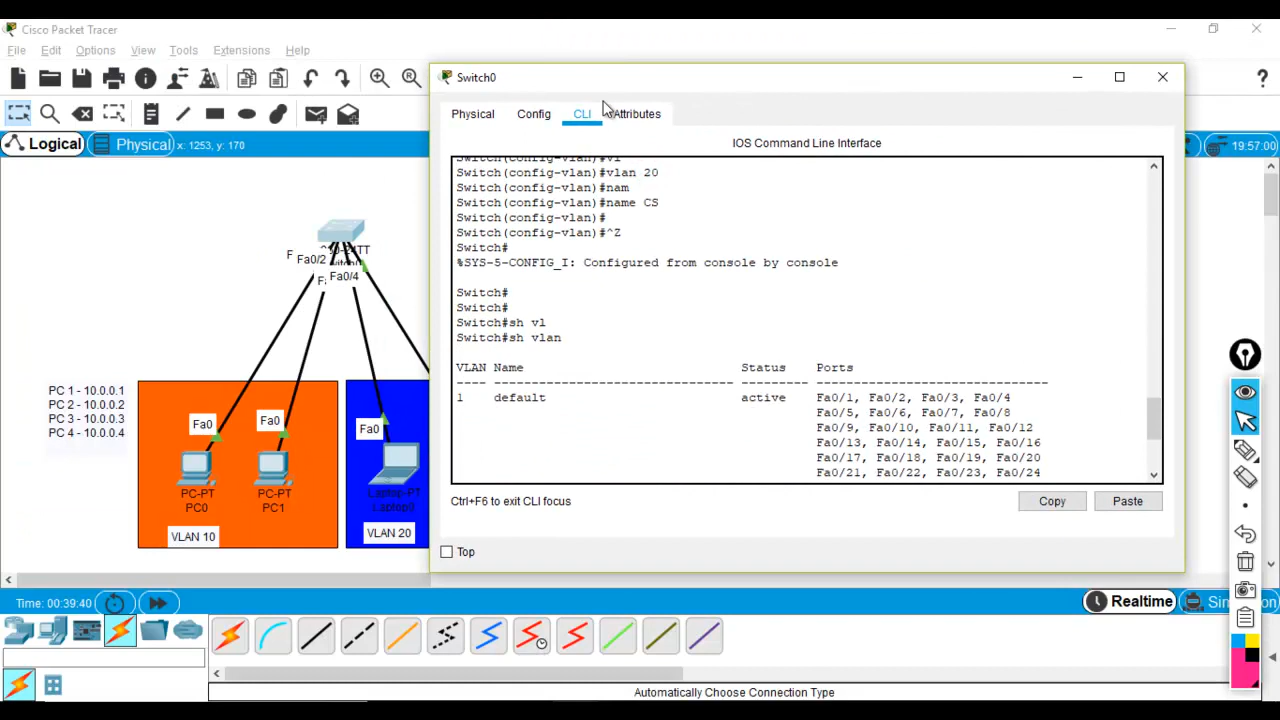 Cisco Packet Tracer
File Edit Options View Tools Extensions Help
Logical Physical x: 1253, y: 170
19:57:00
Fa0/2
Fa0/4
PC 1 - 10.0.0.1
PC 2 - 10.0.0.2
PC 3 - 10.0.0.3
PC 4 - 10.0.0.4
Fa0 Fa0 Fa0
PC-PT PC-PT Laptop-PT
PC0 PC1 Laptop0
VLAN 10 VLAN 20
Switch0
Physical Config CLI Attributes
IOS Command Line Interface
Switch(config-vlan)#vl
Switch(config-vlan)#vlan 20
Switch(config-vlan)#nam
Switch(config-vlan)#name CS
Switch(config-vlan)#
Switch(config-vlan)#^Z
Switch#
%SYS-5-CONFIG_I: Configured from console by console
Switch#
Switch#
Switch#sh vl
Switch#sh vlan
VLAN Name Status Ports
---- -------------------------------- --------- -------------------------------
1 default active Fa0/1, Fa0/2, Fa0/3, Fa0/4
Fa0/5, Fa0/6, Fa0/7, Fa0/8
Fa0/9, Fa0/10, Fa0/11, Fa0/12
Fa0/13, Fa0/14, Fa0/15, Fa0/16
Fa0/17, Fa0/18, Fa0/19, Fa0/20
Fa0/21, Fa0/22, Fa0/23, Fa0/24
Ctrl+F6 to exit CLI focus
Copy Paste
Top
Time: 00:39:40
Realtime
Automatically Choose Connection Type